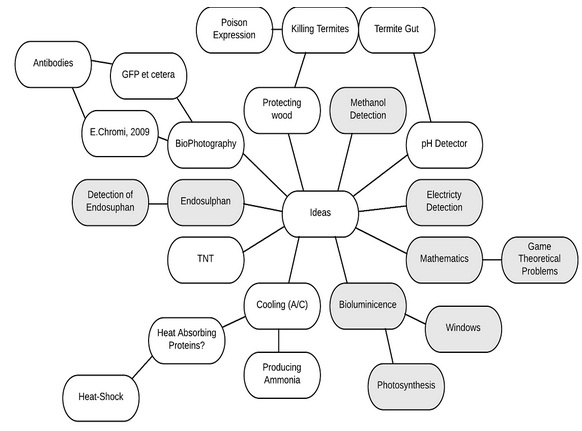 Poison
Expression
Killing Termites
Termite Gut
Antibodies
GFP et cetera
Protecting
wood
Methanol
Detection
E.Chromi, 2009
BioPhotography
pH Detector
Detection of
Endosuphan
Endosulphan
Ideas
Electricty
Detection
TNT
Mathematics
Game
Theoretical
Problems
Cooling (A/C)
Bioluminicence
Heat Absorbing
Proteins?
Windows
Producing
Ammonia
Photosynthesis
Heat-Shock